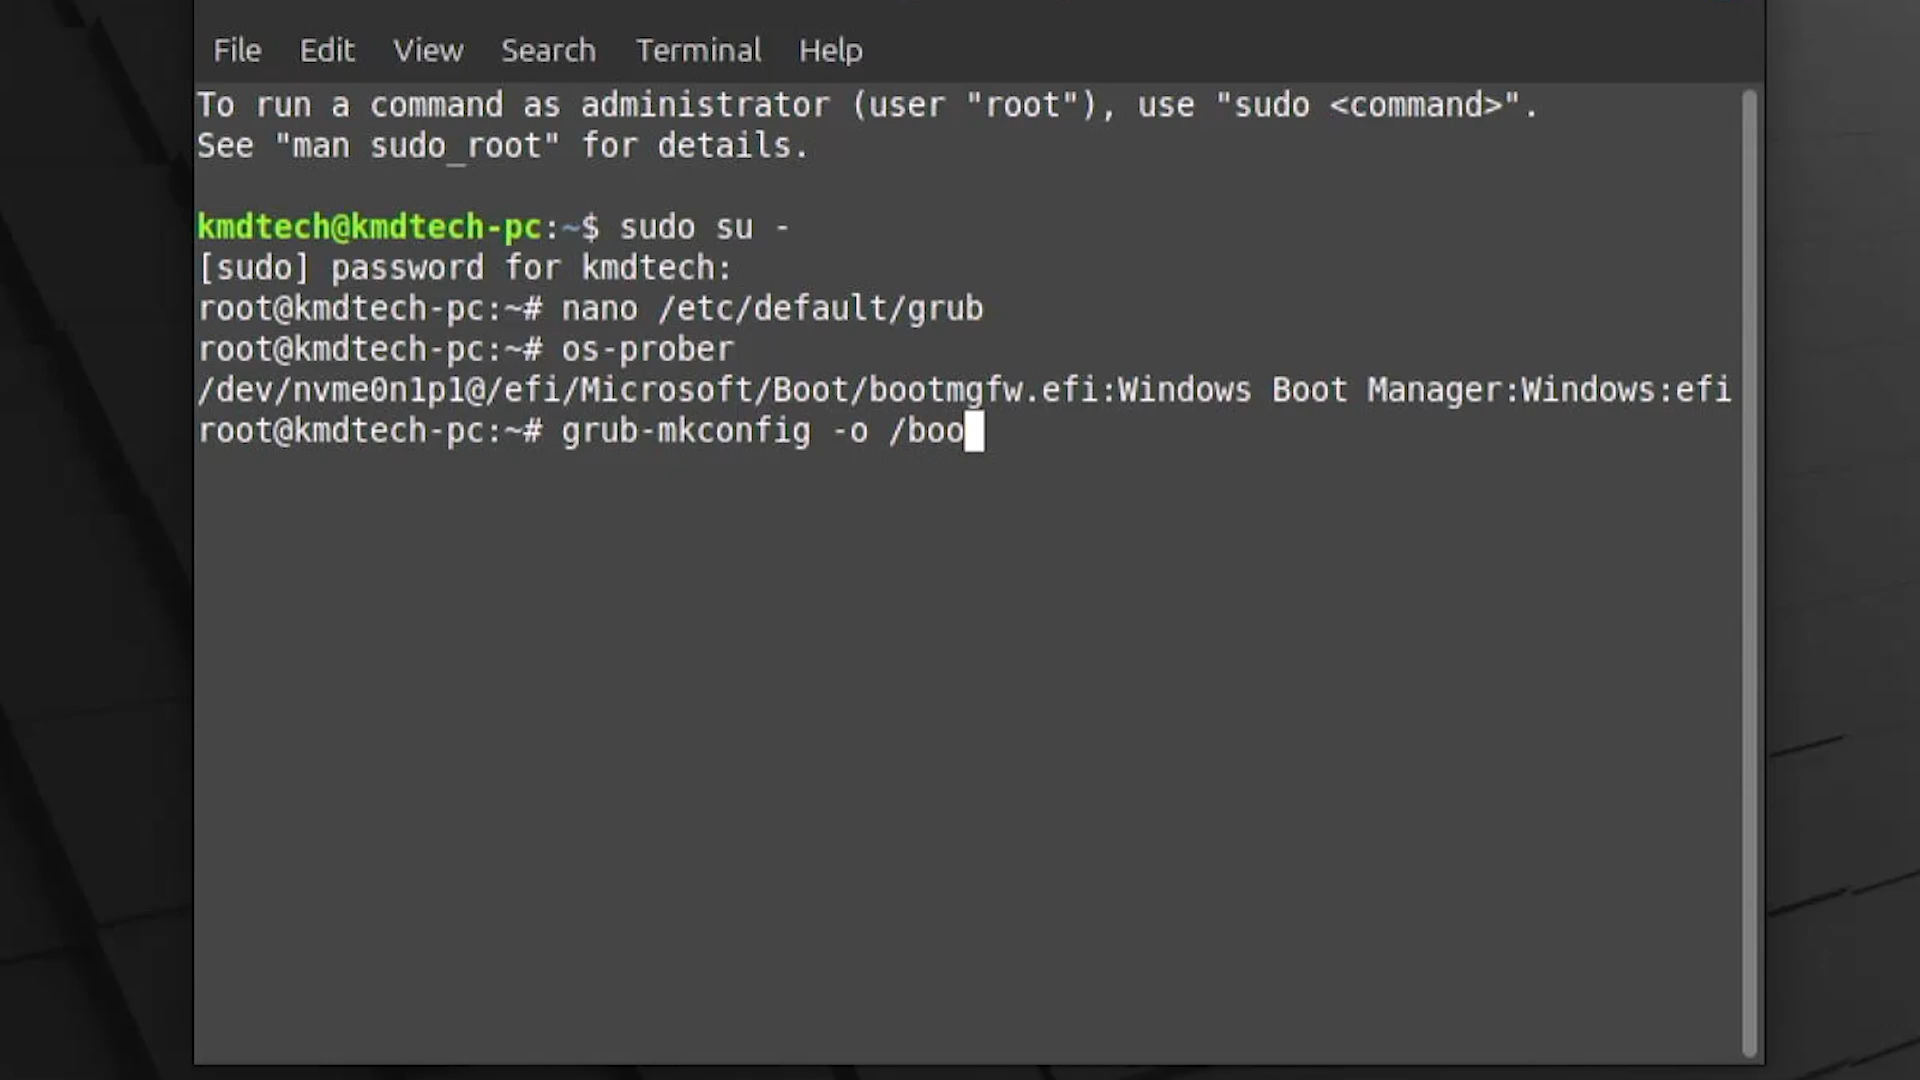 File Edit View Search Terminal Help
To run a command as administrator (user "root"), use "sudo <command>".
See "man sudo_root" for details.
kmdtech@kmdtech-pc:~$ sudo su -
[sudo] password for kmdtech:
root@kmdtech-pc:~# nano /etc/default/grub
root@kmdtech-pc:~# os-prober
/dev/nvme0n1p1@/efi/Microsoft/Boot/bootmgfw.efi:Windows Boot Manager:Windows:efi
root@kmdtech-pc:~# grub-mkconfig -o /boo